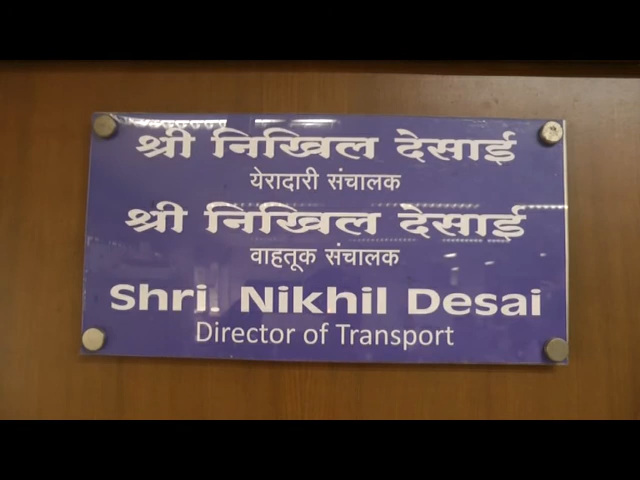 श्री निखिल देसाई
येरादारी संचालक
श्री निखिल देसाई
वाहतूक संचालक
Shri. Nikhil Desai
Director of Transport